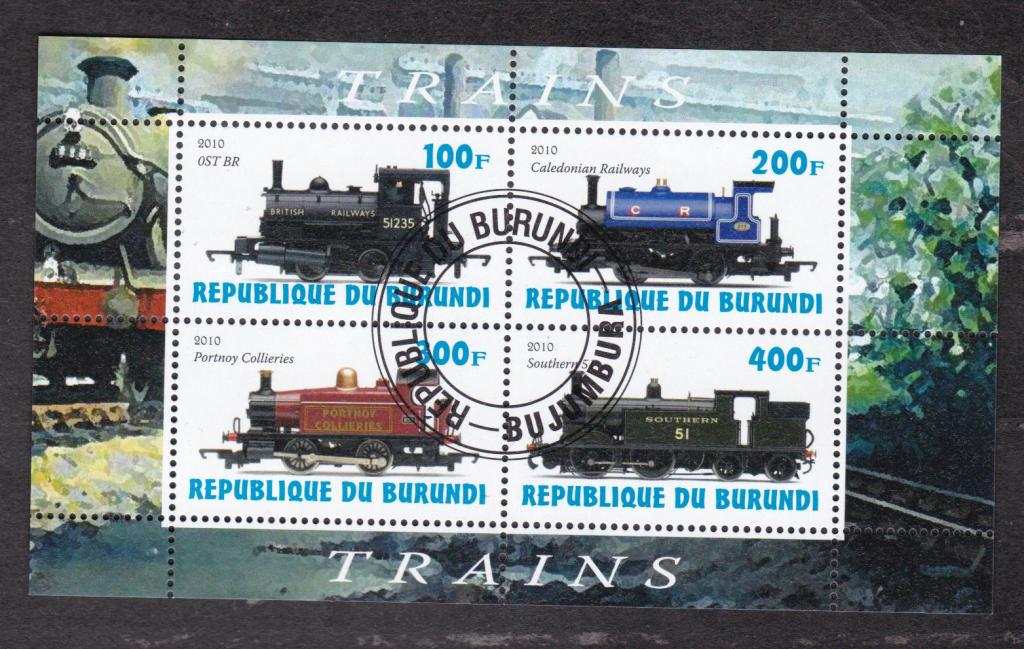 TRAINS
2010
0ST BR
100F
BRITISH RAILWAYS
51235
REPUBLIQUE DU BURUNDI
2010
Caledonian Railways
200F
C R
REPUBLIQUE DU BURUNDI
REPUBLIQUA DU BURUNDI
BUJUMBURA
2010
Portnoy Collieries
300F
PORTNOY
COLLIERIES
REPUBLIQUE DU BURUNDI
2010
Southern
400F
SOUTHERN
51
REPUBLIQUE DU BURUNDI
TRAINS